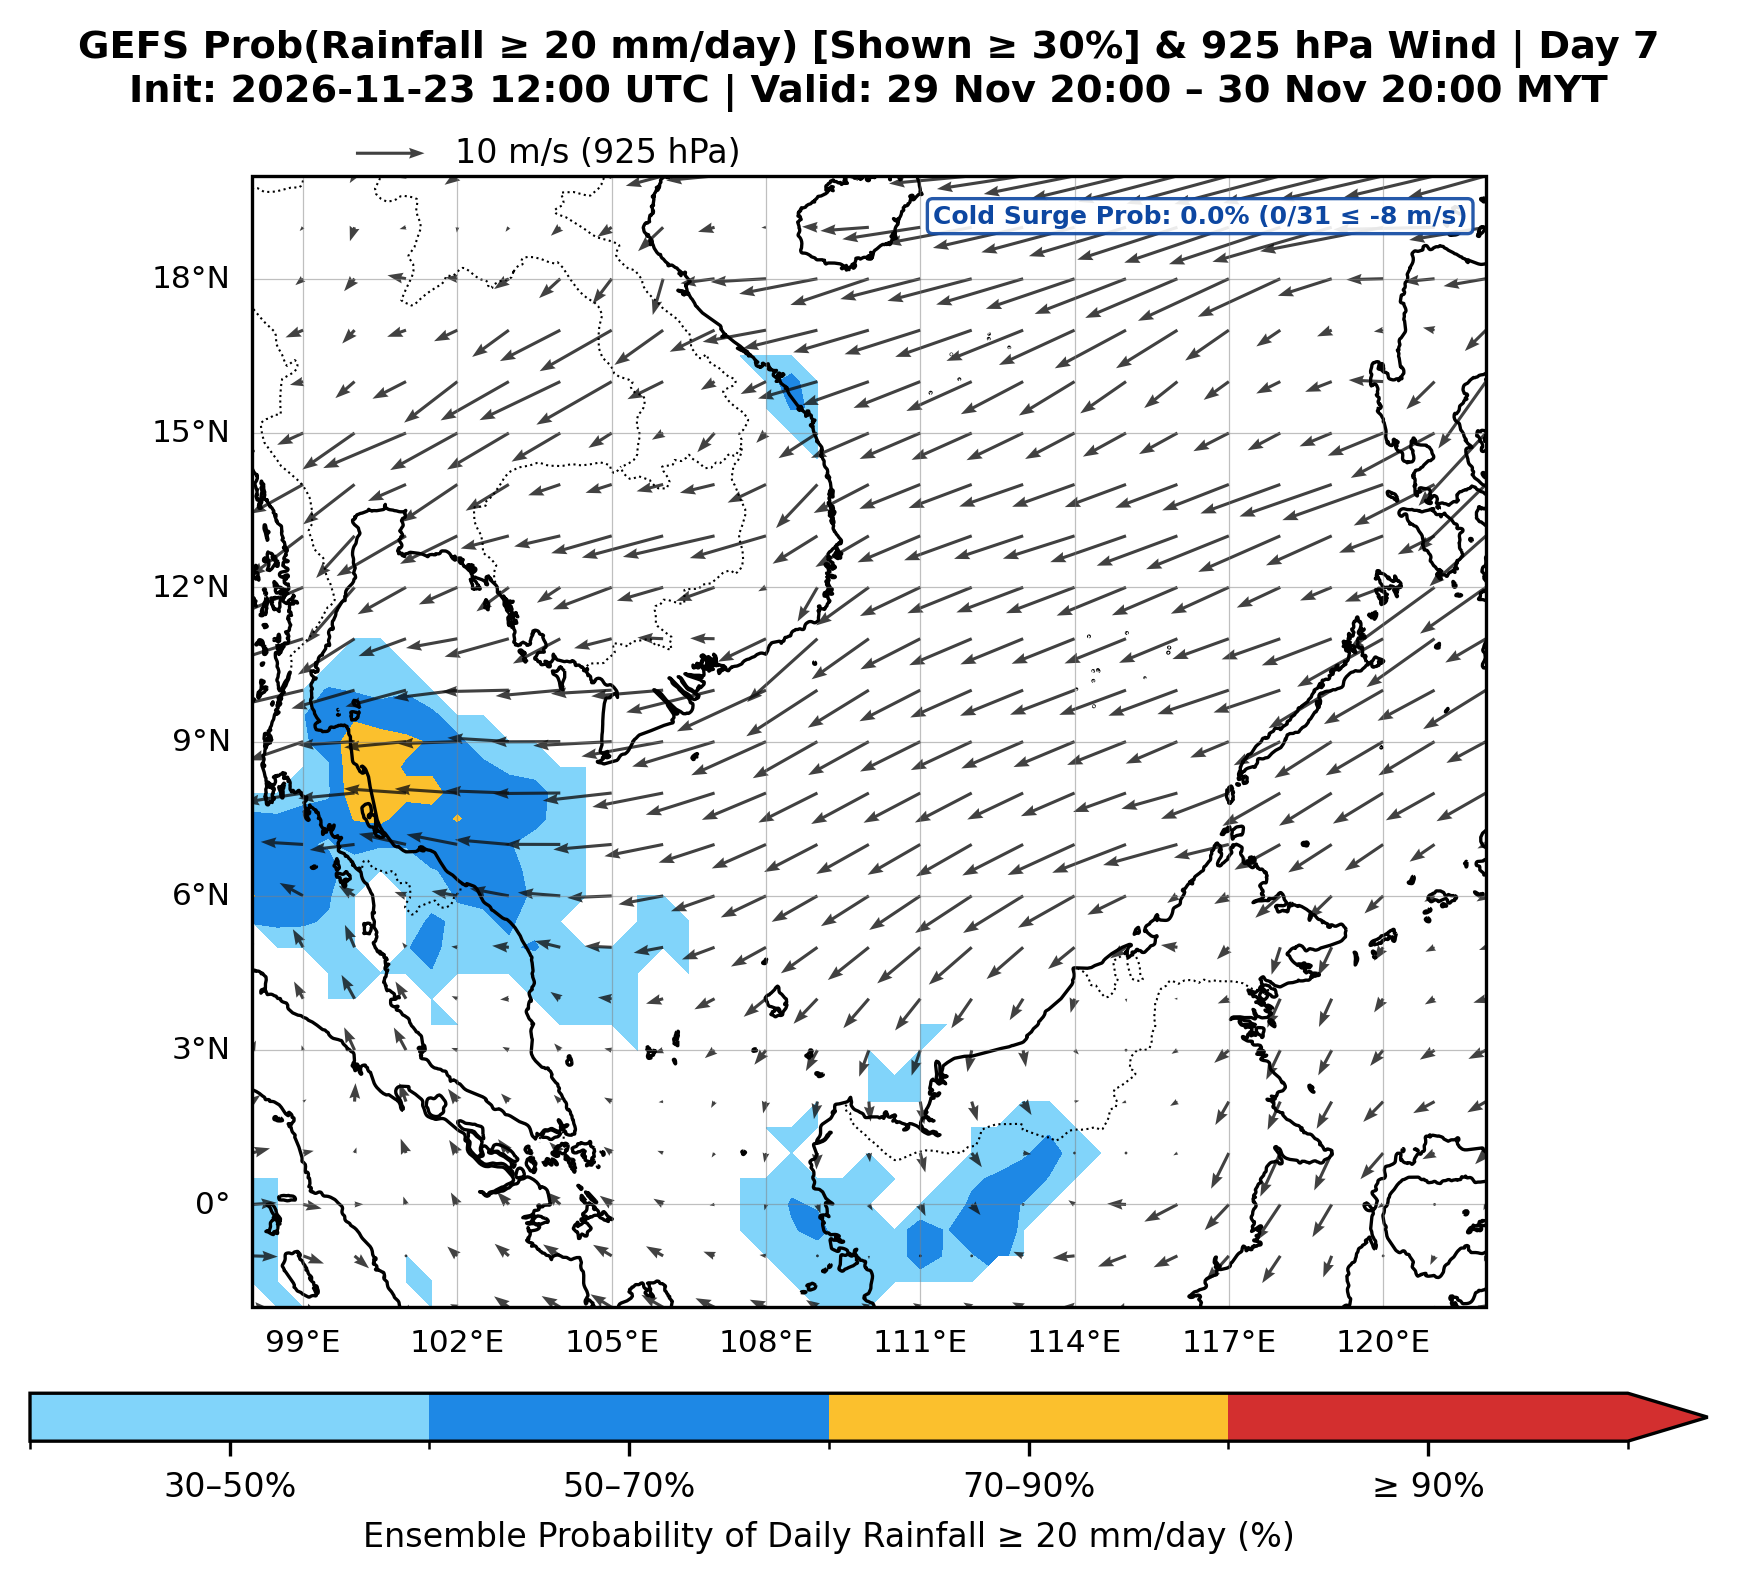 GEFS Prob(Rainfall ≥ 20 mm/day) [Shown ≥ 30%] & 925 hPa Wind | Day 7
Init: 2026-11-23 12:00 UTC | Valid: 29 Nov 20:00 – 30 Nov 20:00 MYT
10 m/s (925 hPa)
Cold Surge Prob: 0.0% (0/31 ≤ -8 m/s)
18°N
15°N
12°N
9°N
6°N
3°N
0°
99°E 102°E 105°E 108°E 111°E 114°E 117°E 120°E
30–50% 50–70% 70–90% ≥ 90%
Ensemble Probability of Daily Rainfall ≥ 20 mm/day (%)